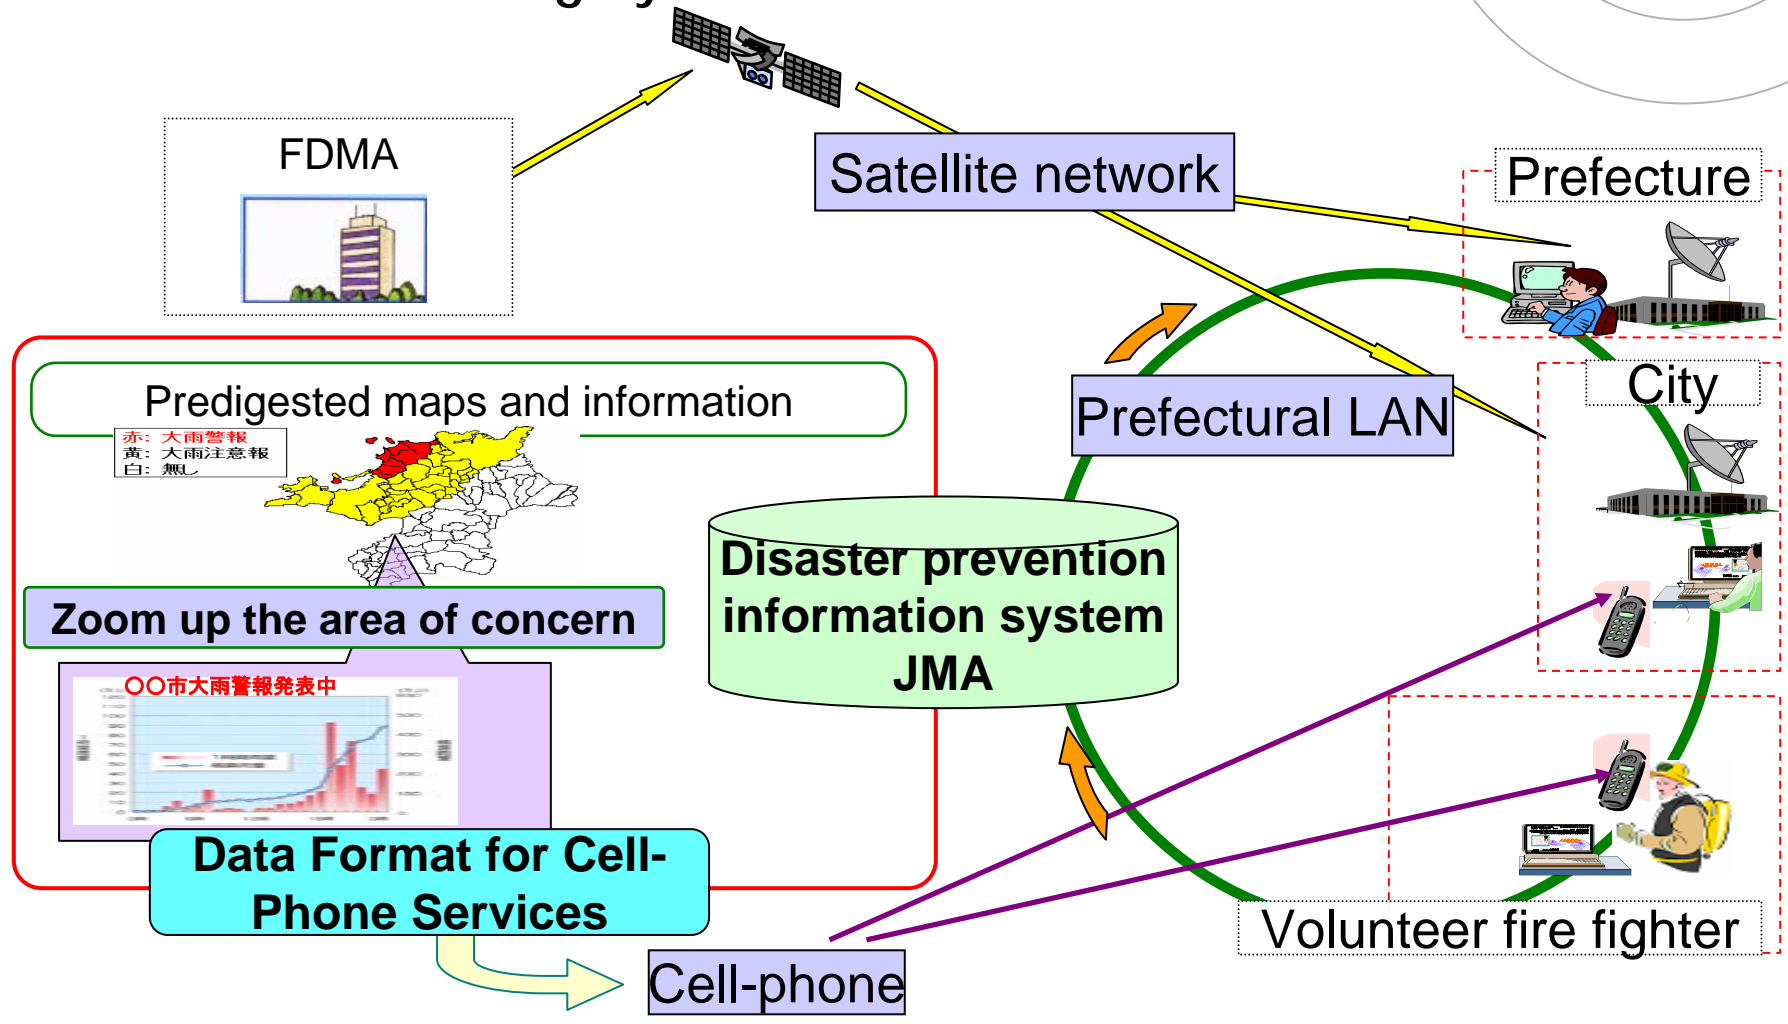 FDMA
Satellite network
Prefecture
Predigested maps and information
赤: 大雨警報
黄: 大雨注意報
白: 無し
Prefectural LAN
City
Disaster prevention
information system
JMA
Zoom up the area of concern
〇〇市大雨警報発表中
Data Format for Cell-
Phone Services
Volunteer fire fighter
Cell-phone